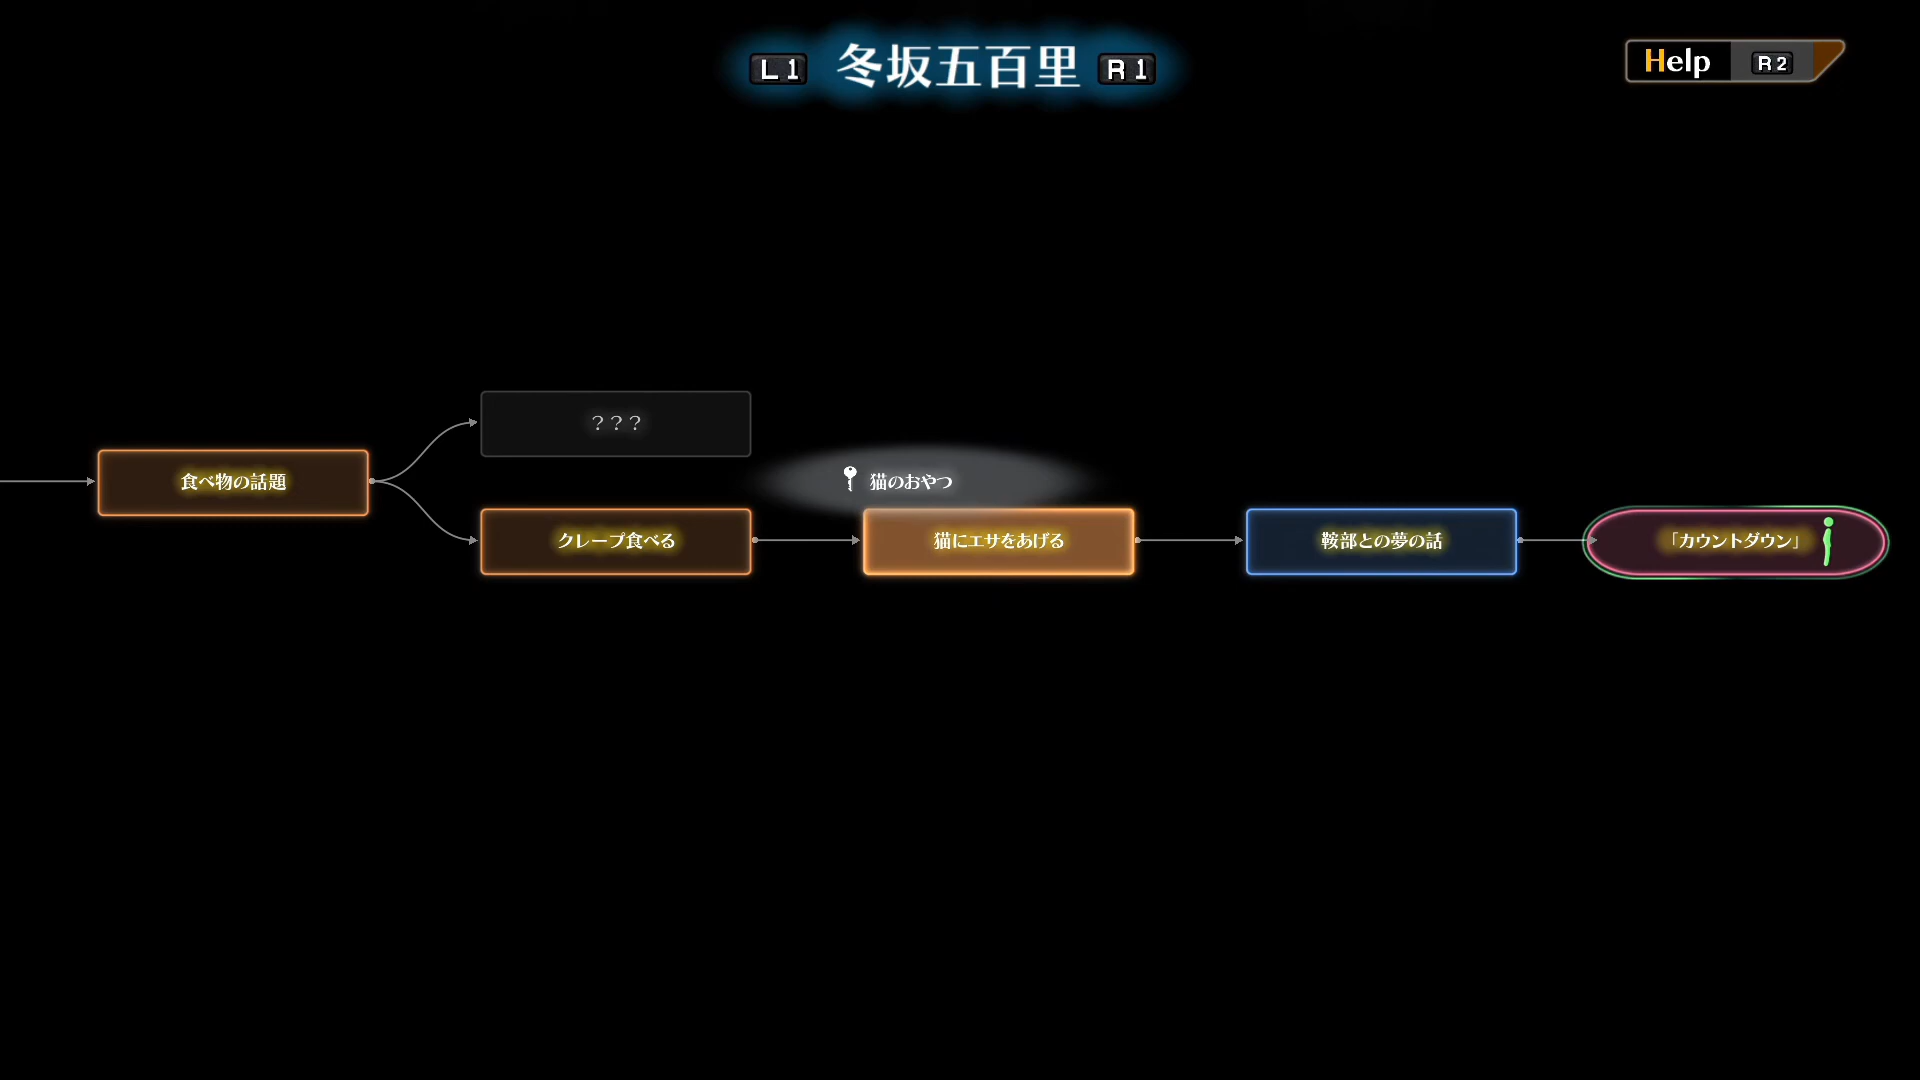 L1 冬坂五百里 R1
Help R2
食べ物の話題
？？？
クレープ食べる
猫のおやつ
猫にエサをあげる
鞍部との夢の話
「カウントダウン」